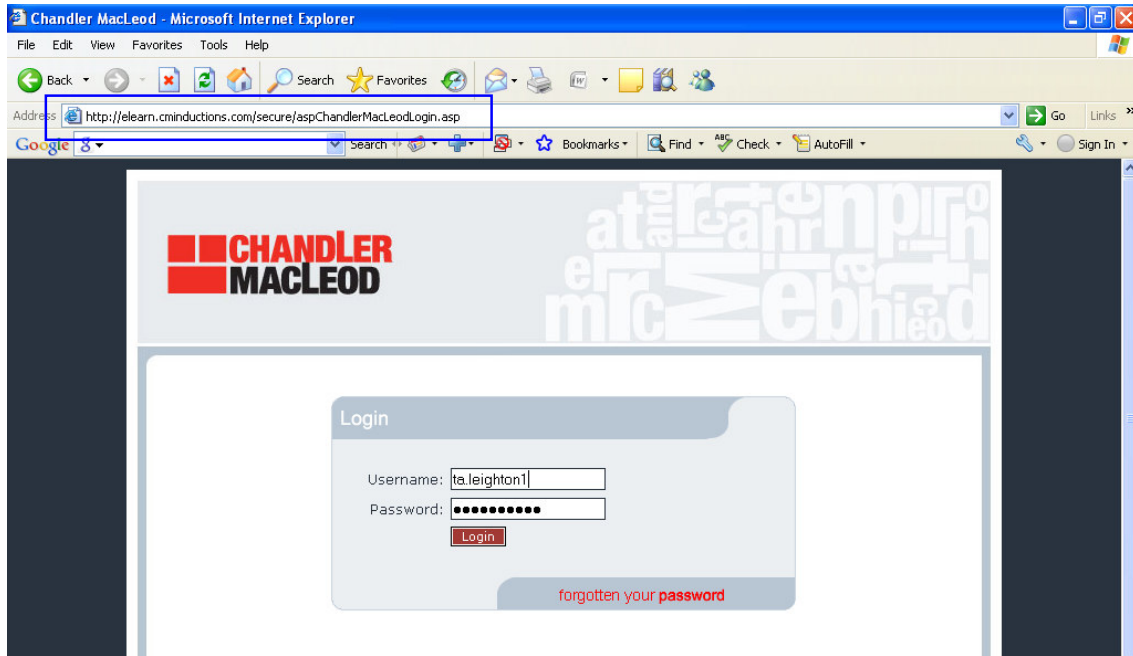 Chandler MacLeod - Microsoft Internet Explorer
File Edit View Favorites Tools Help
Back Search Favorites
Address http://elearn.cminductions.com/secure/aspChandlerMacLeodLogin.asp Go Links »
Google Search Bookmarks Find ABC Check AutoFill Sign In
CHANDLER
MACLEOD
Login
Username: ta.leighton1
Password: ●●●●●●●●●●
Login
forgotten your password